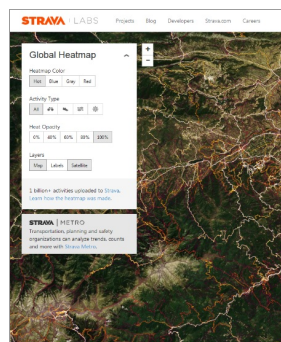 STRAVA / LABS Projects Blog Developers Strava.com Careers
Global Heatmap
Heatmap Color
Hot Blue Gray Red
Activity Type
All
Heat Opacity
0% 40% 60% 80% 100%
Layers
Map Labels Satellite
1 billion+ activities uploaded to Strava.
Learn how the heatmap was made.
STRAVA | METRO
Transportation, planning and safety
organizations can analyze trends, counts
and more with Strava Metro.